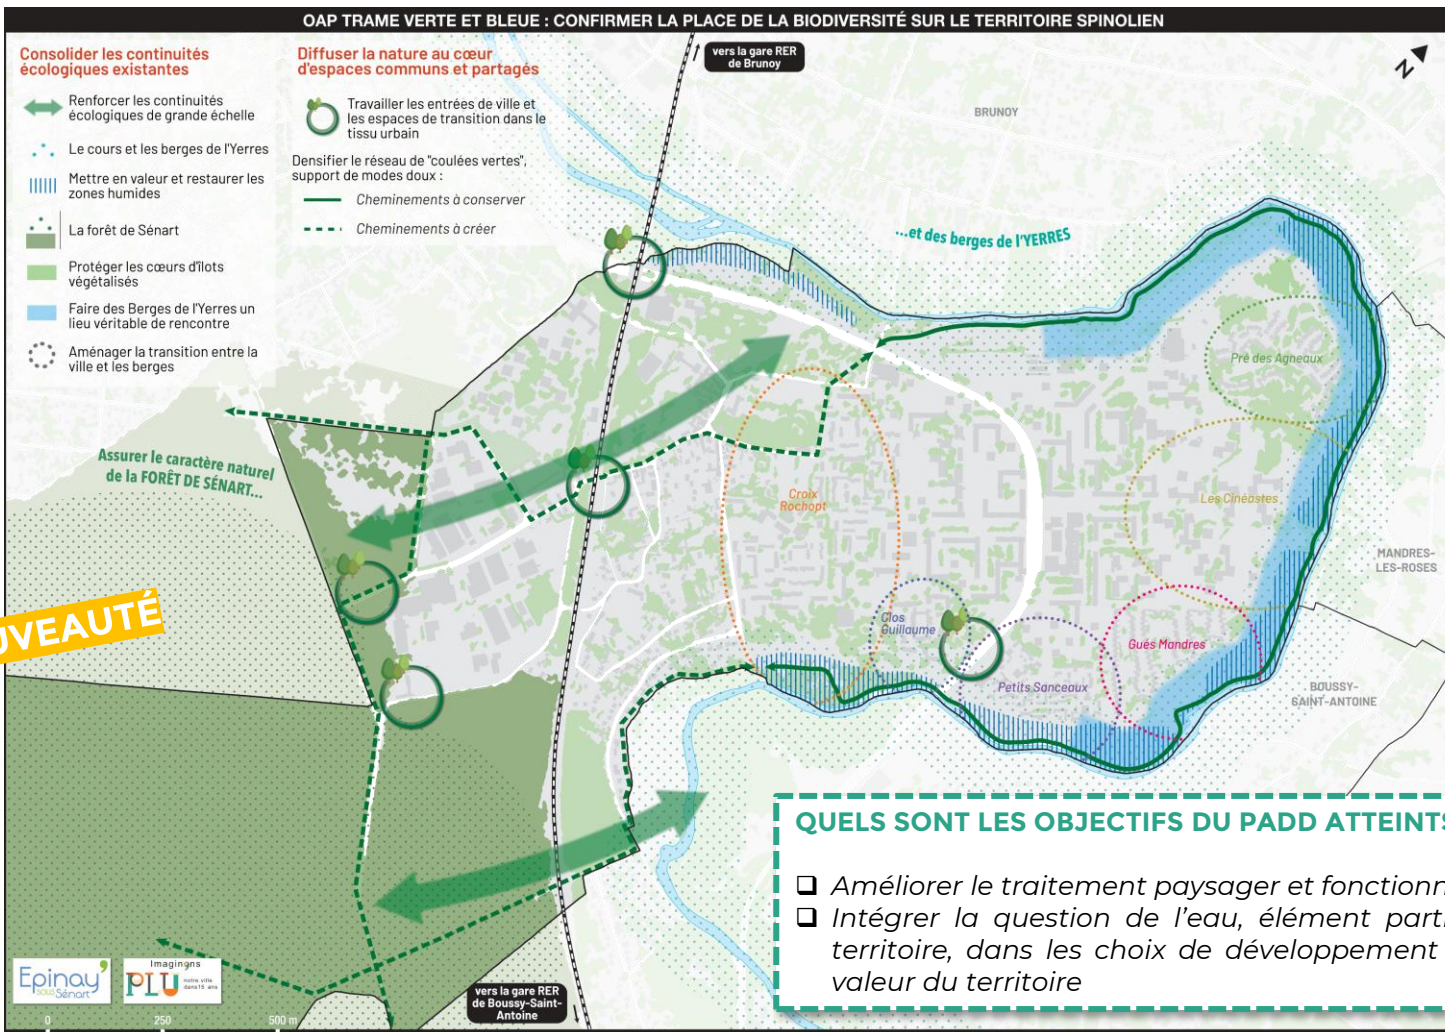 OAP TRAME VERTE ET BLEUE : CONFIRMER LA PLACE DE LA BIODIVERSITÉ SUR LE TERRITOIRE SPINOLIEN
Consolider les continuités
écologiques existantes
Renforcer les continuités
écologiques de grande échelle
Le cours et les berges de l'Yerres
Mettre en valeur et restaurer les
zones humides
La forêt de Sénart
Protéger les cœurs d'îlots
végétalisés
Faire des Berges de l'Yerres un
lieu véritable de rencontre
Aménager la transition entre la
ville et les berges
Diffuser la nature au cœur
d'espaces communs et partagés
Travailler les entrées de ville et
les espaces de transition dans le
tissu urbain
Densifier le réseau de "coulées vertes",
support de modes doux :
Cheminements à conserver
Cheminements à créer
vers la gare RER
de Brunoy
N
BRUNOY
...et des berges de l'YERRES
Pré des Agneaux
Assurer le caractère naturel
de la FORÊT DE SÉNART...
Croix
Rochopt
Les Cinéastes
MANDRES-
LES-ROSES
UVEAUTÉ
Clos
Guillaume
Gués Mandres
Petits Sanceaux
BOUSSY-
SAINT-ANTOINE
QUELS SONT LES OBJECTIFS DU PADD ATTEINTS
❑ Améliorer le traitement paysager et fonctionn
❑ Intégrer la question de l'eau, élément parti
territoire, dans les choix de développement
valeur du territoire
Epinay
sous Sénart
Imaginons
PLU
notre ville
dans 15 ans
vers la gare RER
de Boussy-Saint-
Antoine
0 250 500 m